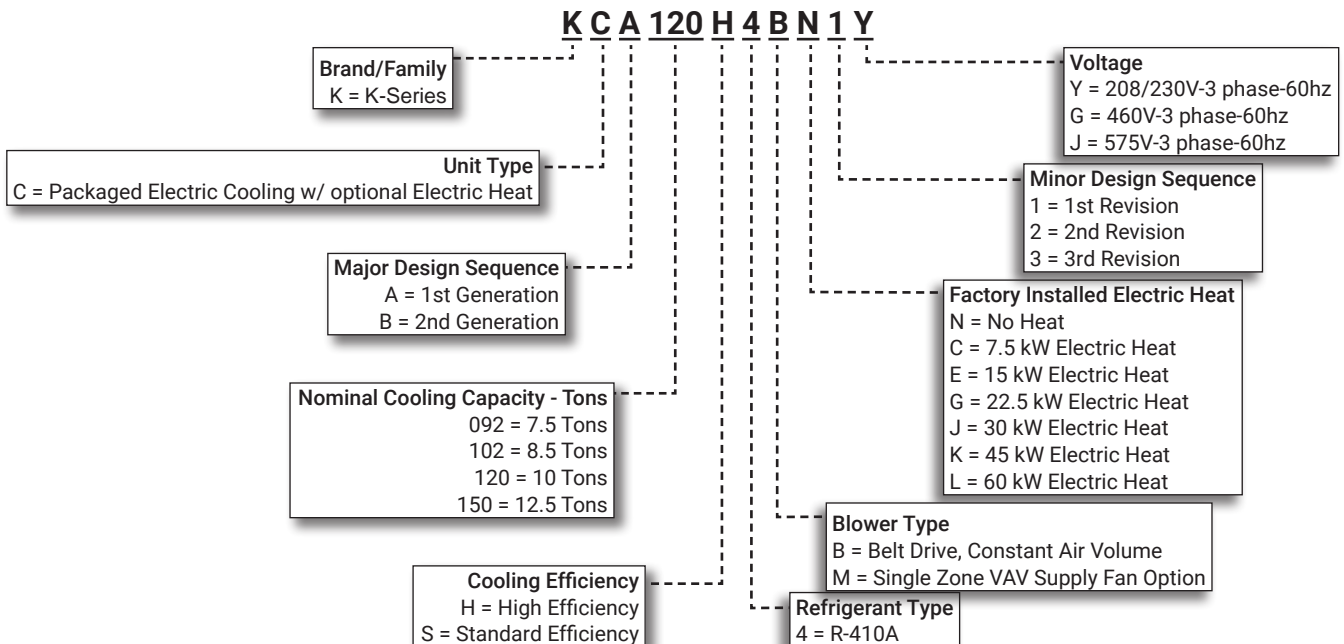 K C A 120 H 4 B N 1 Y
Brand/Family
K = K-Series
Unit Type
C = Packaged Electric Cooling w/ optional Electric Heat
Major Design Sequence
A = 1st Generation
B = 2nd Generation
Nominal Cooling Capacity - Tons
092 = 7.5 Tons
102 = 8.5 Tons
120 = 10 Tons
150 = 12.5 Tons
Cooling Efficiency
H = High Efficiency
S = Standard Efficiency
Refrigerant Type
4 = R-410A
Blower Type
B = Belt Drive, Constant Air Volume
M = Single Zone VAV Supply Fan Option
Factory Installed Electric Heat
N = No Heat
C = 7.5 kW Electric Heat
E = 15 kW Electric Heat
G = 22.5 kW Electric Heat
J = 30 kW Electric Heat
K = 45 kW Electric Heat
L = 60 kW Electric Heat
Minor Design Sequence
1 = 1st Revision
2 = 2nd Revision
3 = 3rd Revision
Voltage
Y = 208/230V-3 phase-60hz
G = 460V-3 phase-60hz
J = 575V-3 phase-60hz